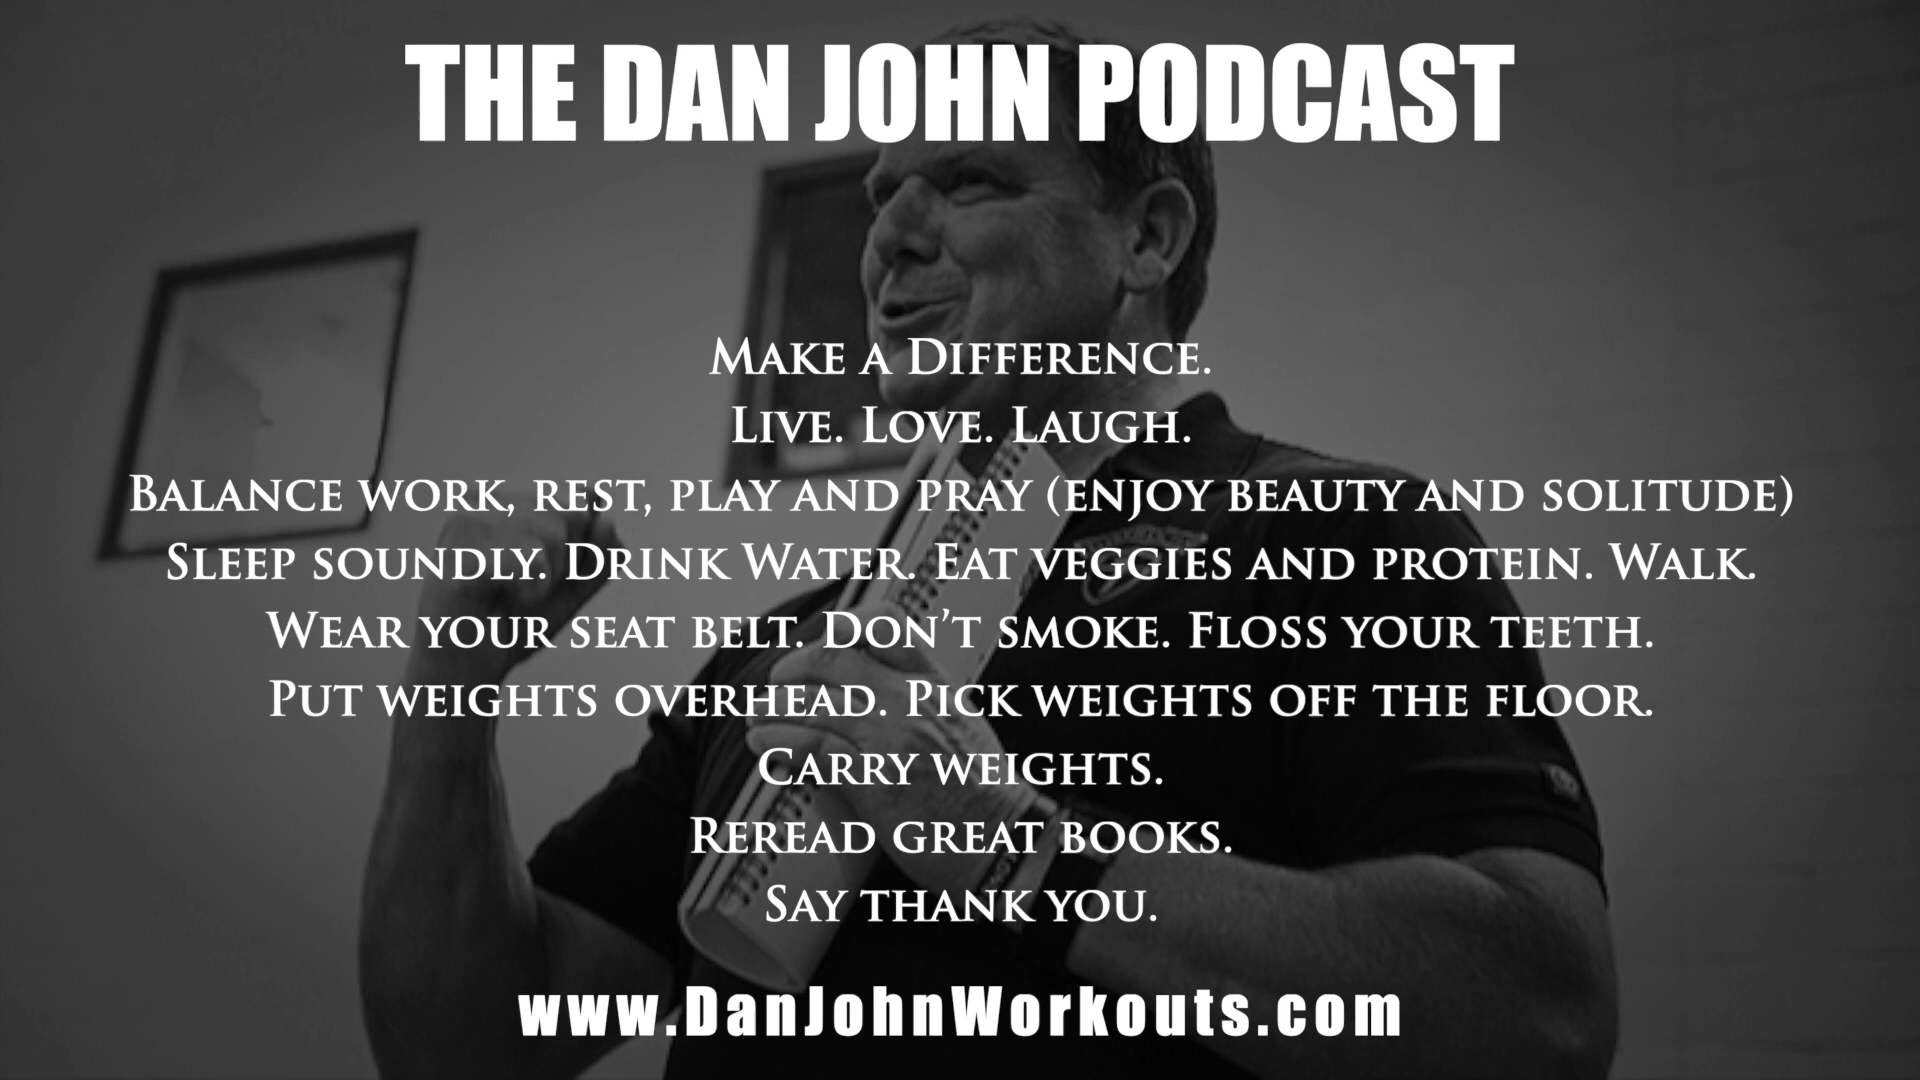 THE DAN JOHN PODCAST
Make a Difference.
Live. Love. Laugh.
Balance work, rest, play and pray (enjoy beauty and solitude)
Sleep soundly. Drink Water. Eat veggies and protein. Walk.
Wear your seat belt. Don't smoke. Floss your teeth.
Put weights overhead. Pick weights off the floor.
Carry weights.
Reread great books.
Say thank you.
www.DanJohnWorkouts.com